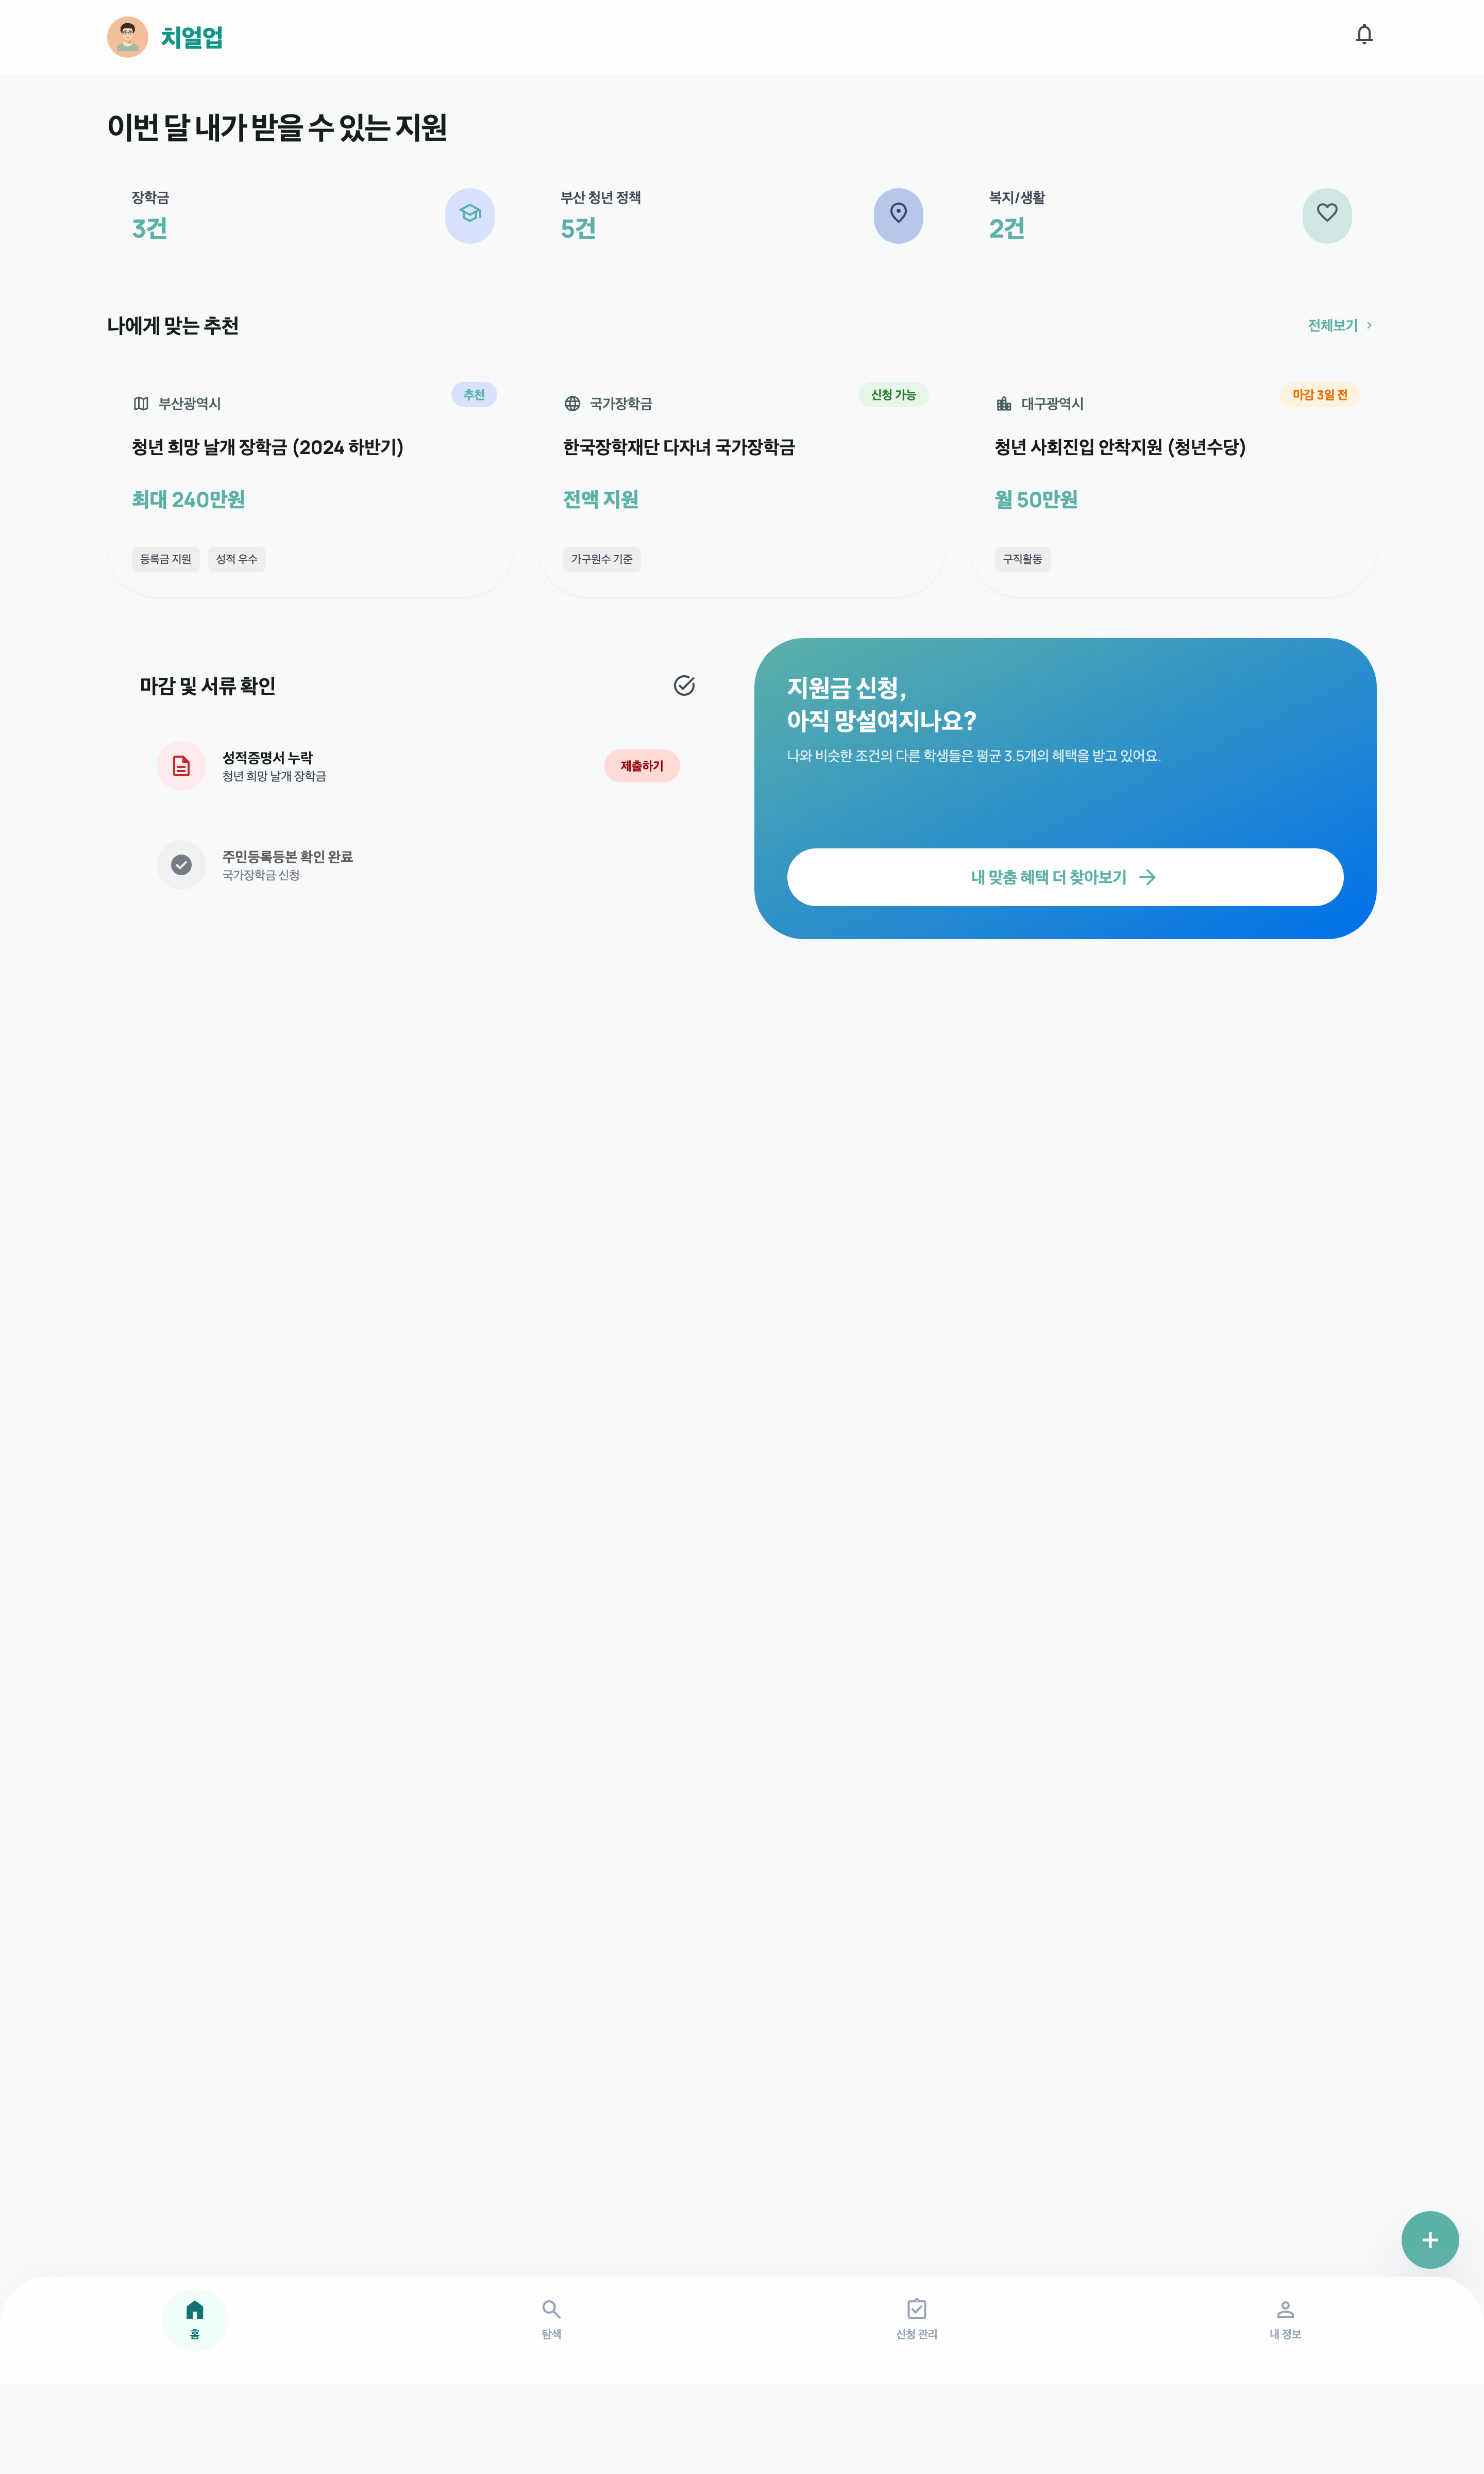 치얼업
이번 달 내가 받을 수 있는 지원
장학금
3건
부산 청년 정책
5건
복지/생활
2건
나에게 맞는 추천
전체보기
추천
부산광역시
청년 희망 날개 장학금 (2024 하반기)
최대 240만원
등록금 지원
성적 우수
신청 가능
국가장학금
한국장학재단 다자녀 국가장학금
전액 지원
가구원수 기준
마감 3일 전
대구광역시
청년 사회진입 안착지원 (청년수당)
월 50만원
구직활동
마감 및 서류 확인
성적증명서 누락
청년 희망 날개 장학금
제출하기
주민등록등본 확인 완료
국가장학금 신청
지원금 신청,
아직 망설여지나요?
나와 비슷한 조건의 다른 학생들은 평균 3.5개의 혜택을 받고 있어요.
내 맞춤 혜택 더 찾아보기
홈
탐색
신청 관리
내 정보